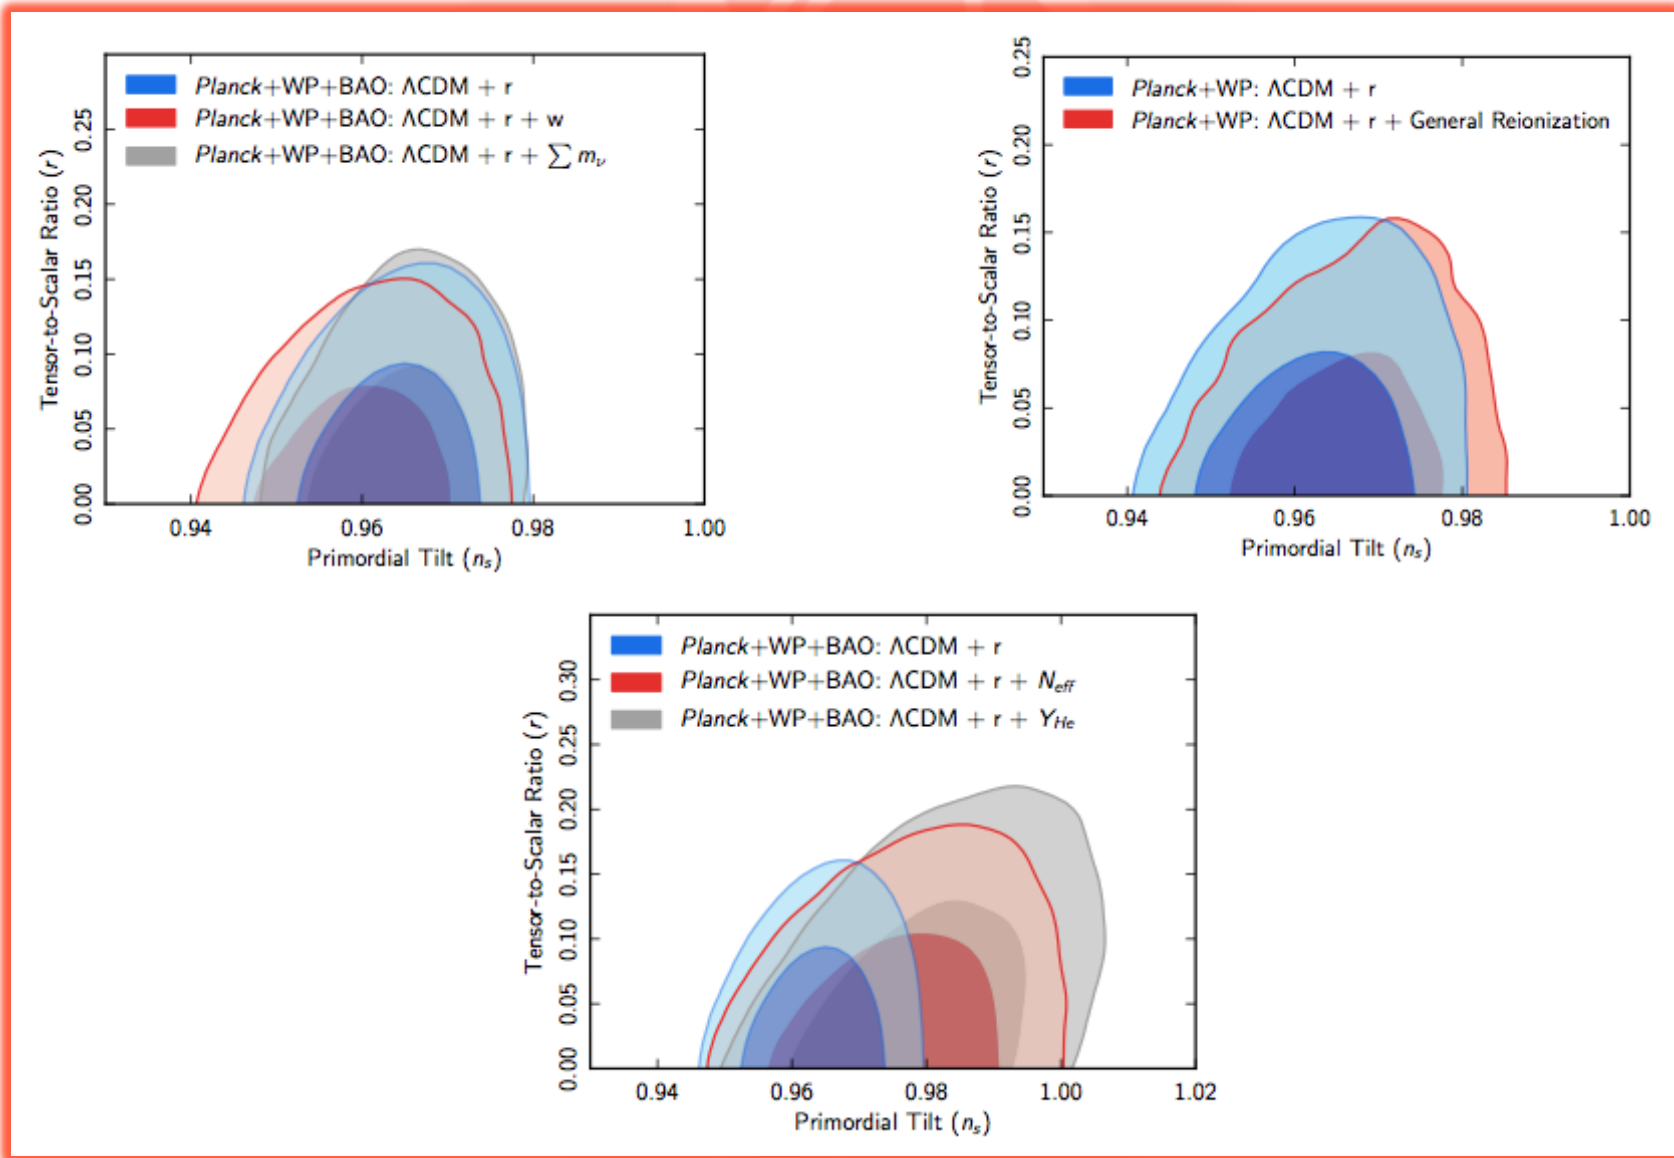 Planck+WP+BAO: ΛCDM + r
Planck+WP+BAO: ΛCDM + r + w
Planck+WP+BAO: ΛCDM + r + ∑ mν
Tensor-to-Scalar Ratio (r)
0.25
0.20
0.15
0.10
0.05
0.00
0.94 0.96 0.98 1.00
Primordial Tilt (ns)
Planck+WP: ΛCDM + r
Planck+WP: ΛCDM + r + General Reionization
Tensor-to-Scalar Ratio (r)
0.25
0.20
0.15
0.10
0.05
0.00
0.94 0.96 0.98 1.00
Primordial Tilt (ns)
Planck+WP+BAO: ΛCDM + r
Planck+WP+BAO: ΛCDM + r + Neff
Planck+WP+BAO: ΛCDM + r + YHe
Tensor-to-Scalar Ratio (r)
0.30
0.25
0.20
0.15
0.10
0.05
0.00
0.94 0.96 0.98 1.00 1.02
Primordial Tilt (ns)